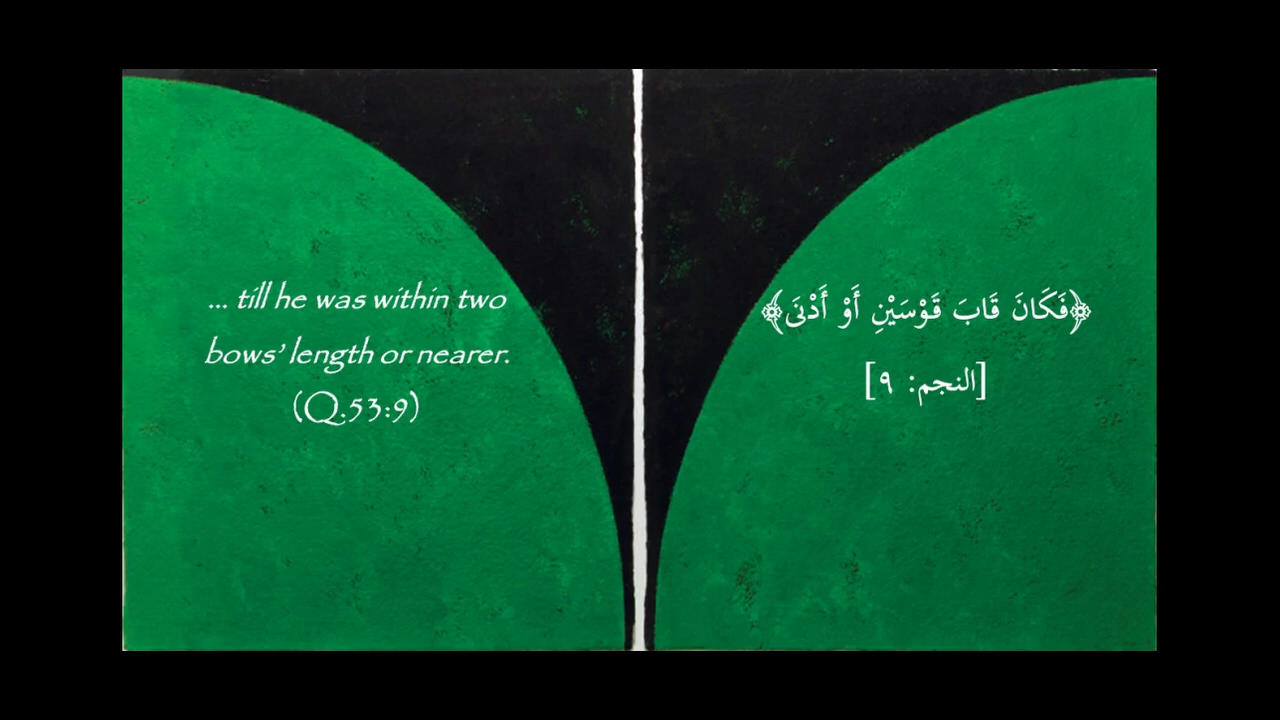 ... till he was within two
bows’ length or nearer.
(Q.53:9)
﴿فَكَانَ قَابَ قَوْسَيْنِ أَوْ أَدْنَى﴾
[النجم: ٩]